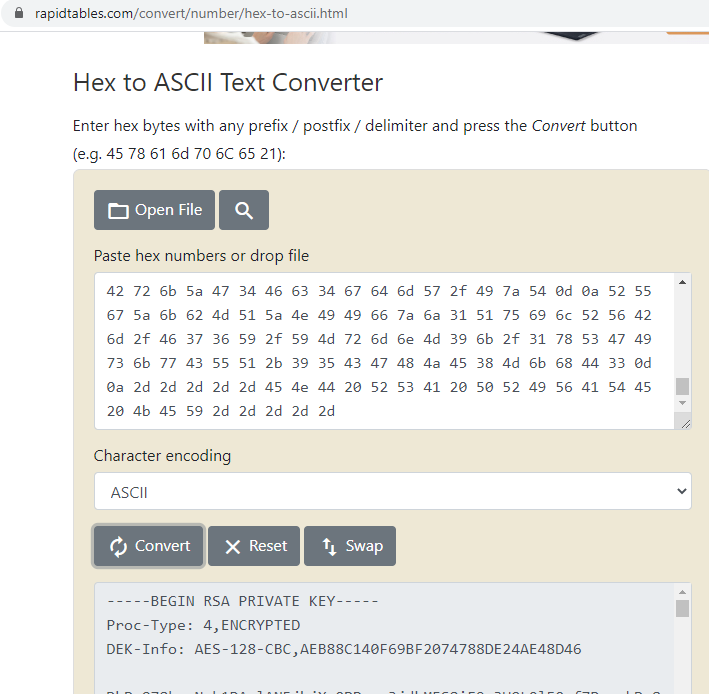 rapidtables.com/convert/number/hex-to-ascii.html
Hex to ASCII Text Converter
Enter hex bytes with any prefix / postfix / delimiter and press the Convert button
(e.g. 45 78 61 6d 70 6C 65 21):
Open File
Paste hex numbers or drop file
42 72 6b 5a 47 34 46 63 34 67 64 6d 57 2f 49 7a 54 0d 0a 52 55
67 5a 6b 62 4d 51 5a 4e 49 49 66 7a 6a 31 51 75 69 6c 52 56 42
6d 2f 46 37 36 59 2f 59 4d 72 6d 6e 4d 39 6b 2f 31 78 53 47 49
73 6b 77 43 55 51 2b 39 35 43 47 48 4a 45 38 4d 6b 68 44 33 0d
0a 2d 2d 2d 2d 2d 45 4e 44 20 52 53 41 20 50 52 49 56 41 54 45
20 4b 45 59 2d 2d 2d 2d 2d
Character encoding
ASCII
Convert Reset Swap
-----BEGIN RSA PRIVATE KEY-----
Proc-Type: 4,ENCRYPTED
DEK-Info: AES-128-CBC,AEB88C140F69BF2074788DE24AE48D46